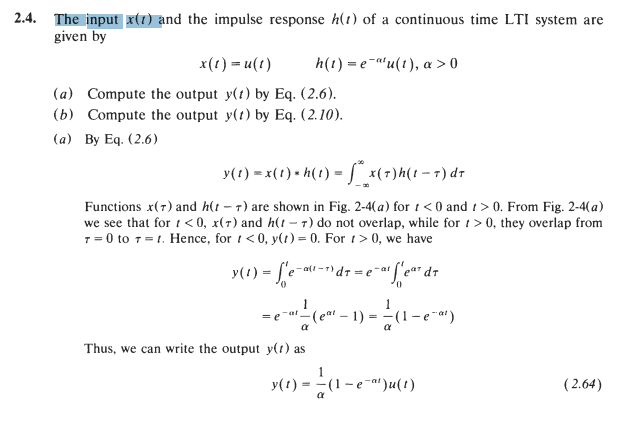 2.4. The input x(t) and the impulse response h(t) of a continuous time LTI system are
given by
x(t) = u(t) h(t) = e^{-αt}u(t), α > 0
(a) Compute the output y(t) by Eq. (2.6).
(b) Compute the output y(t) by Eq. (2.10).
(a) By Eq. (2.6)
y(t) = x(t) * h(t) = ∫_{-∞}^{∞} x(τ)h(t − τ) dτ
Functions x(τ) and h(t − τ) are shown in Fig. 2-4(a) for t < 0 and t > 0. From Fig. 2-4(a)
we see that for t < 0, x(τ) and h(t − τ) do not overlap, while for t > 0, they overlap from
τ = 0 to τ = t. Hence, for t < 0, y(t) = 0. For t > 0, we have
y(t) = ∫_0^t e^{-α(t−τ)} dτ = e^{-αt} ∫_0^t e^{ατ} dτ
= e^{-αt} \frac{1}{α} (e^{αt} − 1) = \frac{1}{α} (1 − e^{-αt})
Thus, we can write the output y(t) as
y(t) = \frac{1}{α} (1 − e^{-αt})u(t) (2.64)